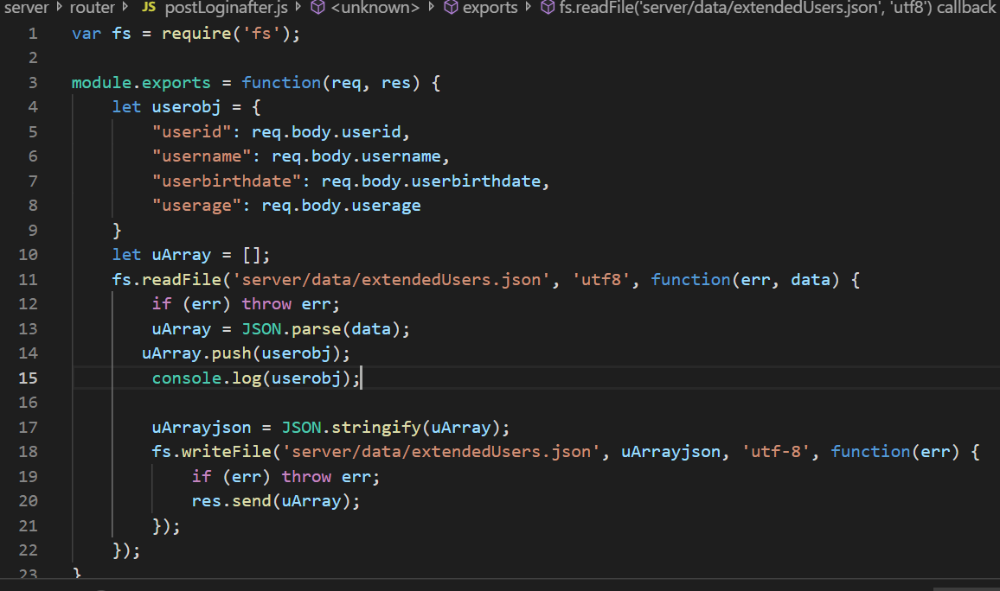 server › router › JS postLoginafter.js › <unknown> › exports › fs.readFile('server/data/extendedUsers.json', 'utf8') callback
1 var fs = require('fs');
2
3 module.exports = function(req, res) {
4     let userobj = {
5         "userid": req.body.userid,
6         "username": req.body.username,
7         "userbirthdate": req.body.userbirthdate,
8         "userage": req.body.userage
9     }
10     let uArray = [];
11     fs.readFile('server/data/extendedUsers.json', 'utf8', function(err, data) {
12         if (err) throw err;
13         uArray = JSON.parse(data);
14        uArray.push(userobj);
15         console.log(userobj);
16
17         uArrayjson = JSON.stringify(uArray);
18         fs.writeFile('server/data/extendedUsers.json', uArrayjson, 'utf-8', function(err) {
19             if (err) throw err;
20             res.send(uArray);
21         });
22     });
23 }